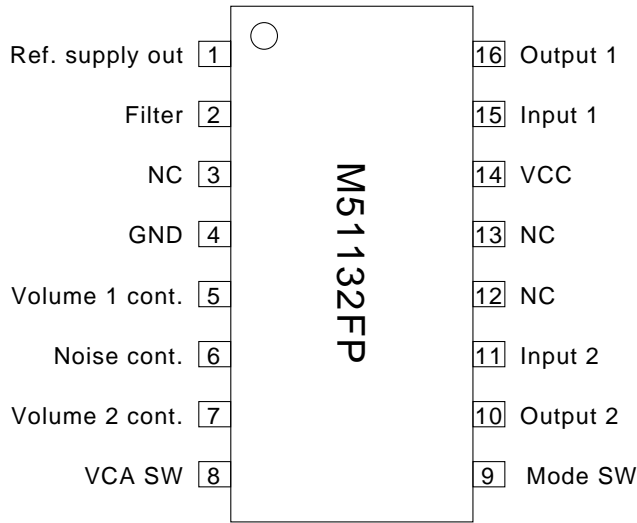 Ref. supply out 1 16 Output 1
Filter 2 15 Input 1
NC 3 14 VCC
GND 4 13 NC
Volume 1 cont. 5 12 NC
Noise cont. 6 11 Input 2
Volume 2 cont. 7 10 Output 2
VCA SW 8 9 Mode SW
M51132FP